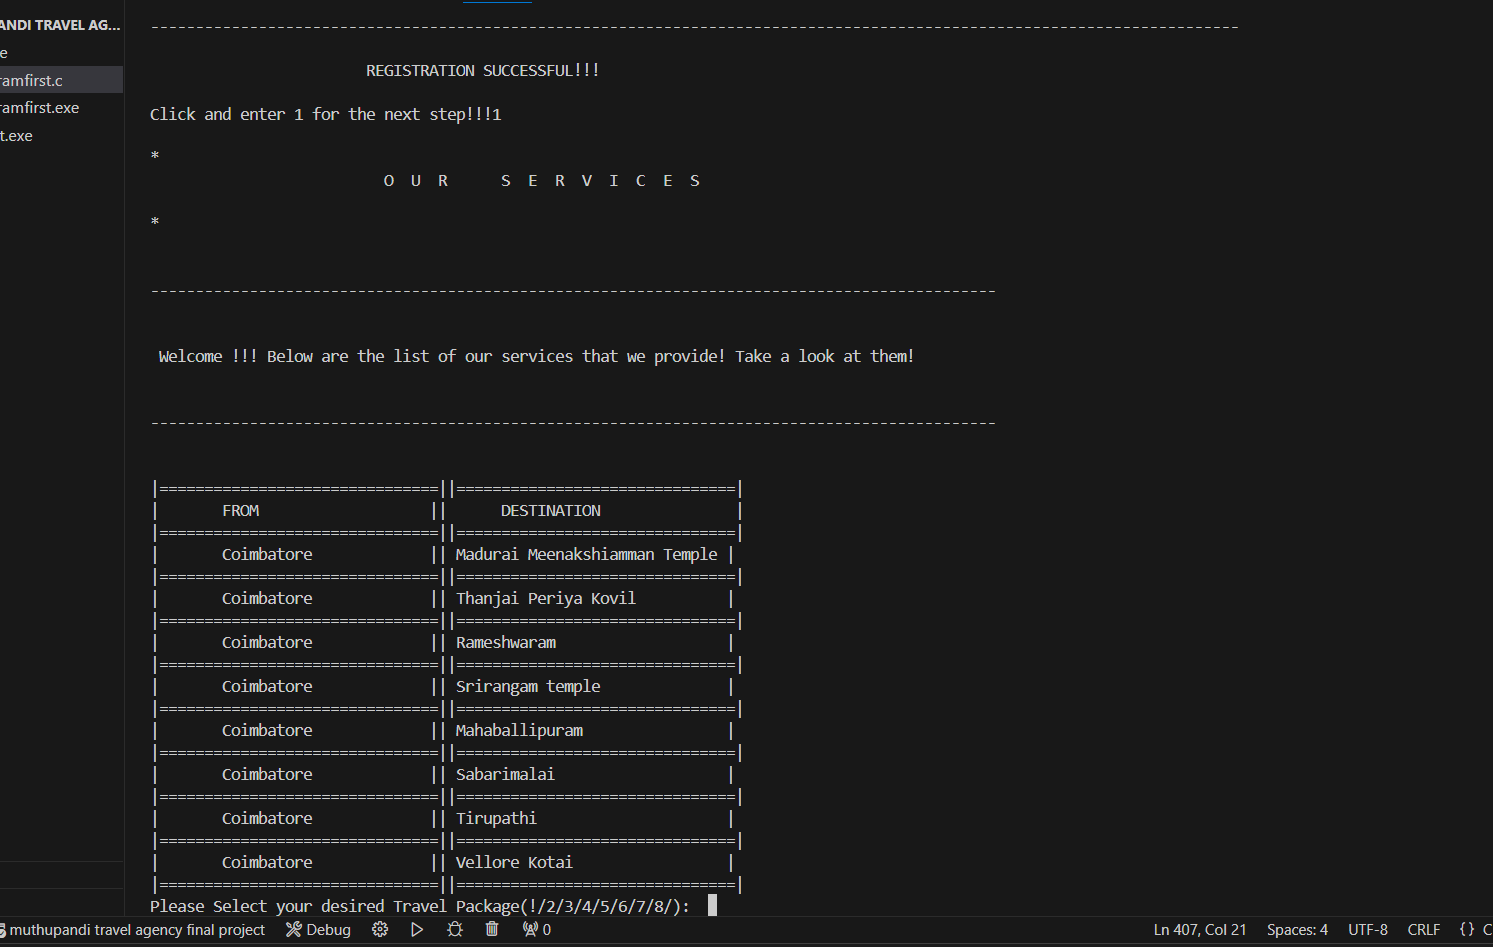 ANDI TRAVEL AG...
e
ramfirst.c
ramfirst.exe
t.exe
--------------------------------------------------------------------------------------------------------------------------
REGISTRATION SUCCESSFUL!!!
Click and enter 1 for the next step!!!1
*
O U R   S E R V I C E S
*
----------------------------------------------------------------------------------------------
Welcome !!! Below are the list of our services that we provide! Take a look at them!
----------------------------------------------------------------------------------------------
|===============================||===============================|
| FROM || DESTINATION |
|===============================||===============================|
| Coimbatore || Madurai Meenakshiamman Temple |
|===============================||===============================|
| Coimbatore || Thanjai Periya Kovil |
|===============================||===============================|
| Coimbatore || Rameshwaram |
|===============================||===============================|
| Coimbatore || Srirangam temple |
|===============================||===============================|
| Coimbatore || Mahaballipuram |
|===============================||===============================|
| Coimbatore || Sabarimalai |
|===============================||===============================|
| Coimbatore || Tirupathi |
|===============================||===============================|
| Coimbatore || Vellore Kotai |
|===============================||===============================|
Please Select your desired Travel Package(!/2/3/4/5/6/7/8/):
muthupandi travel agency final project Debug 0 Ln 407, Col 21 Spaces: 4 UTF-8 CRLF {} C